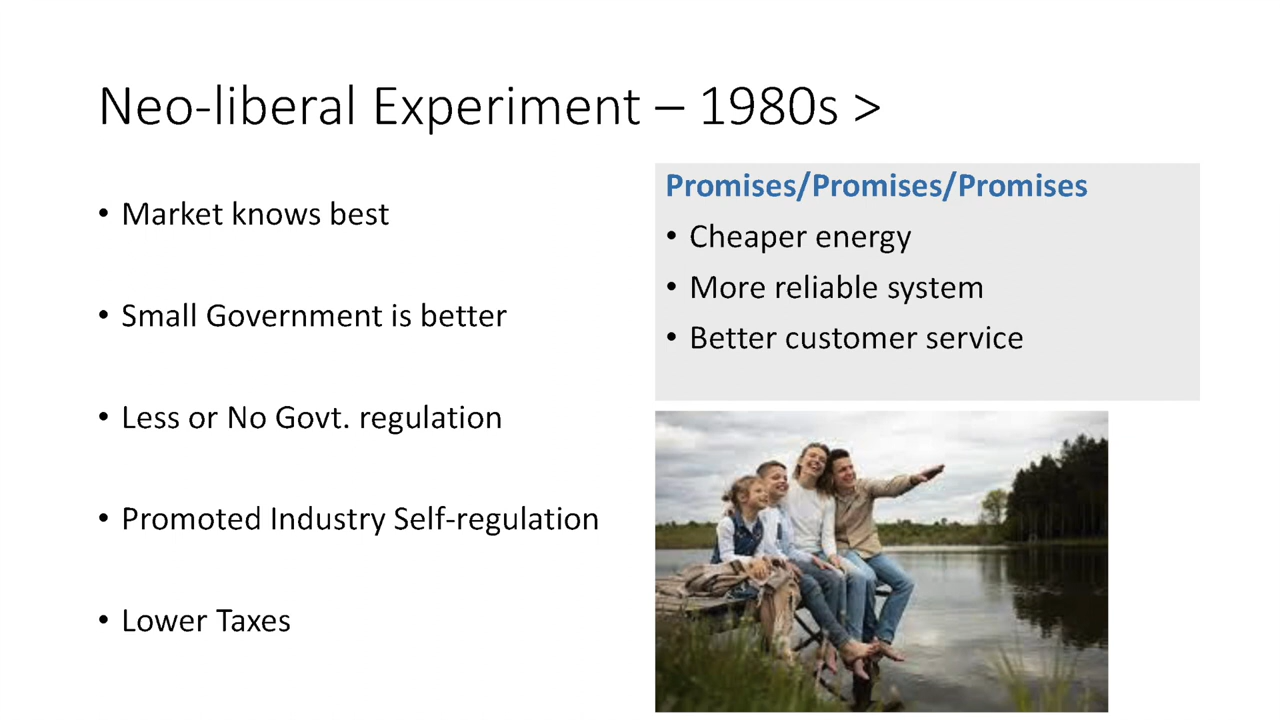 Neo-liberal Experiment – 1980s >
• Market knows best
• Small Government is better
• Less or No Govt. regulation
• Promoted Industry Self-regulation
• Lower Taxes
Promises/Promises/Promises
• Cheaper energy
• More reliable system
• Better customer service